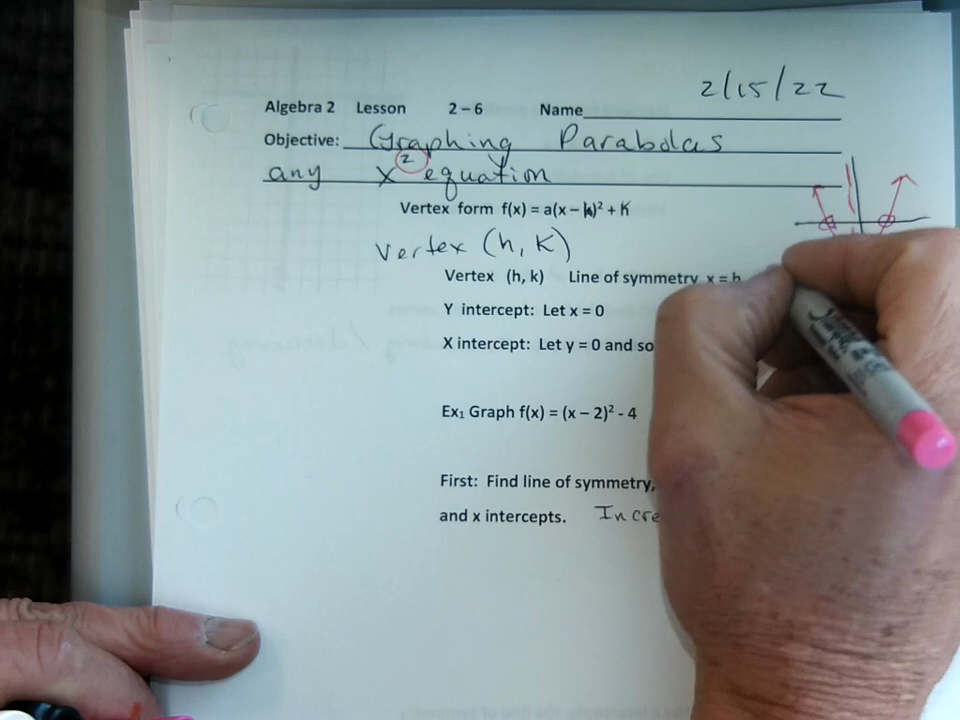 2/15/22
Algebra 2 Lesson 2 – 6 Name
Objective: Graphing Parabolas
any x² equation
Vertex form f(x) = a(x – h)² + K
Vertex (h, K)
Vertex (h, k) Line of symmetry x = h
Y intercept: Let x = 0
X intercept: Let y = 0 and so
Ex₁ Graph f(x) = (x – 2)² - 4
First: Find line of symmetry,
and x intercepts. Incre